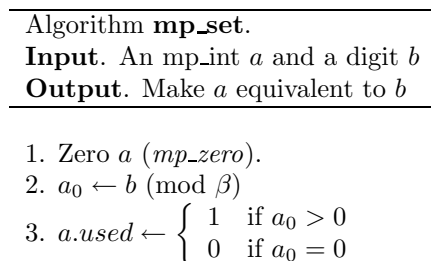 Algorithm mp_set.
Input. An mp_int a and a digit b
Output. Make a equivalent to b
1. Zero a (mp_zero).
2. a₀ ← b (mod β)
3. a.used ← { 1 if a₀ > 0
0 if a₀ = 0